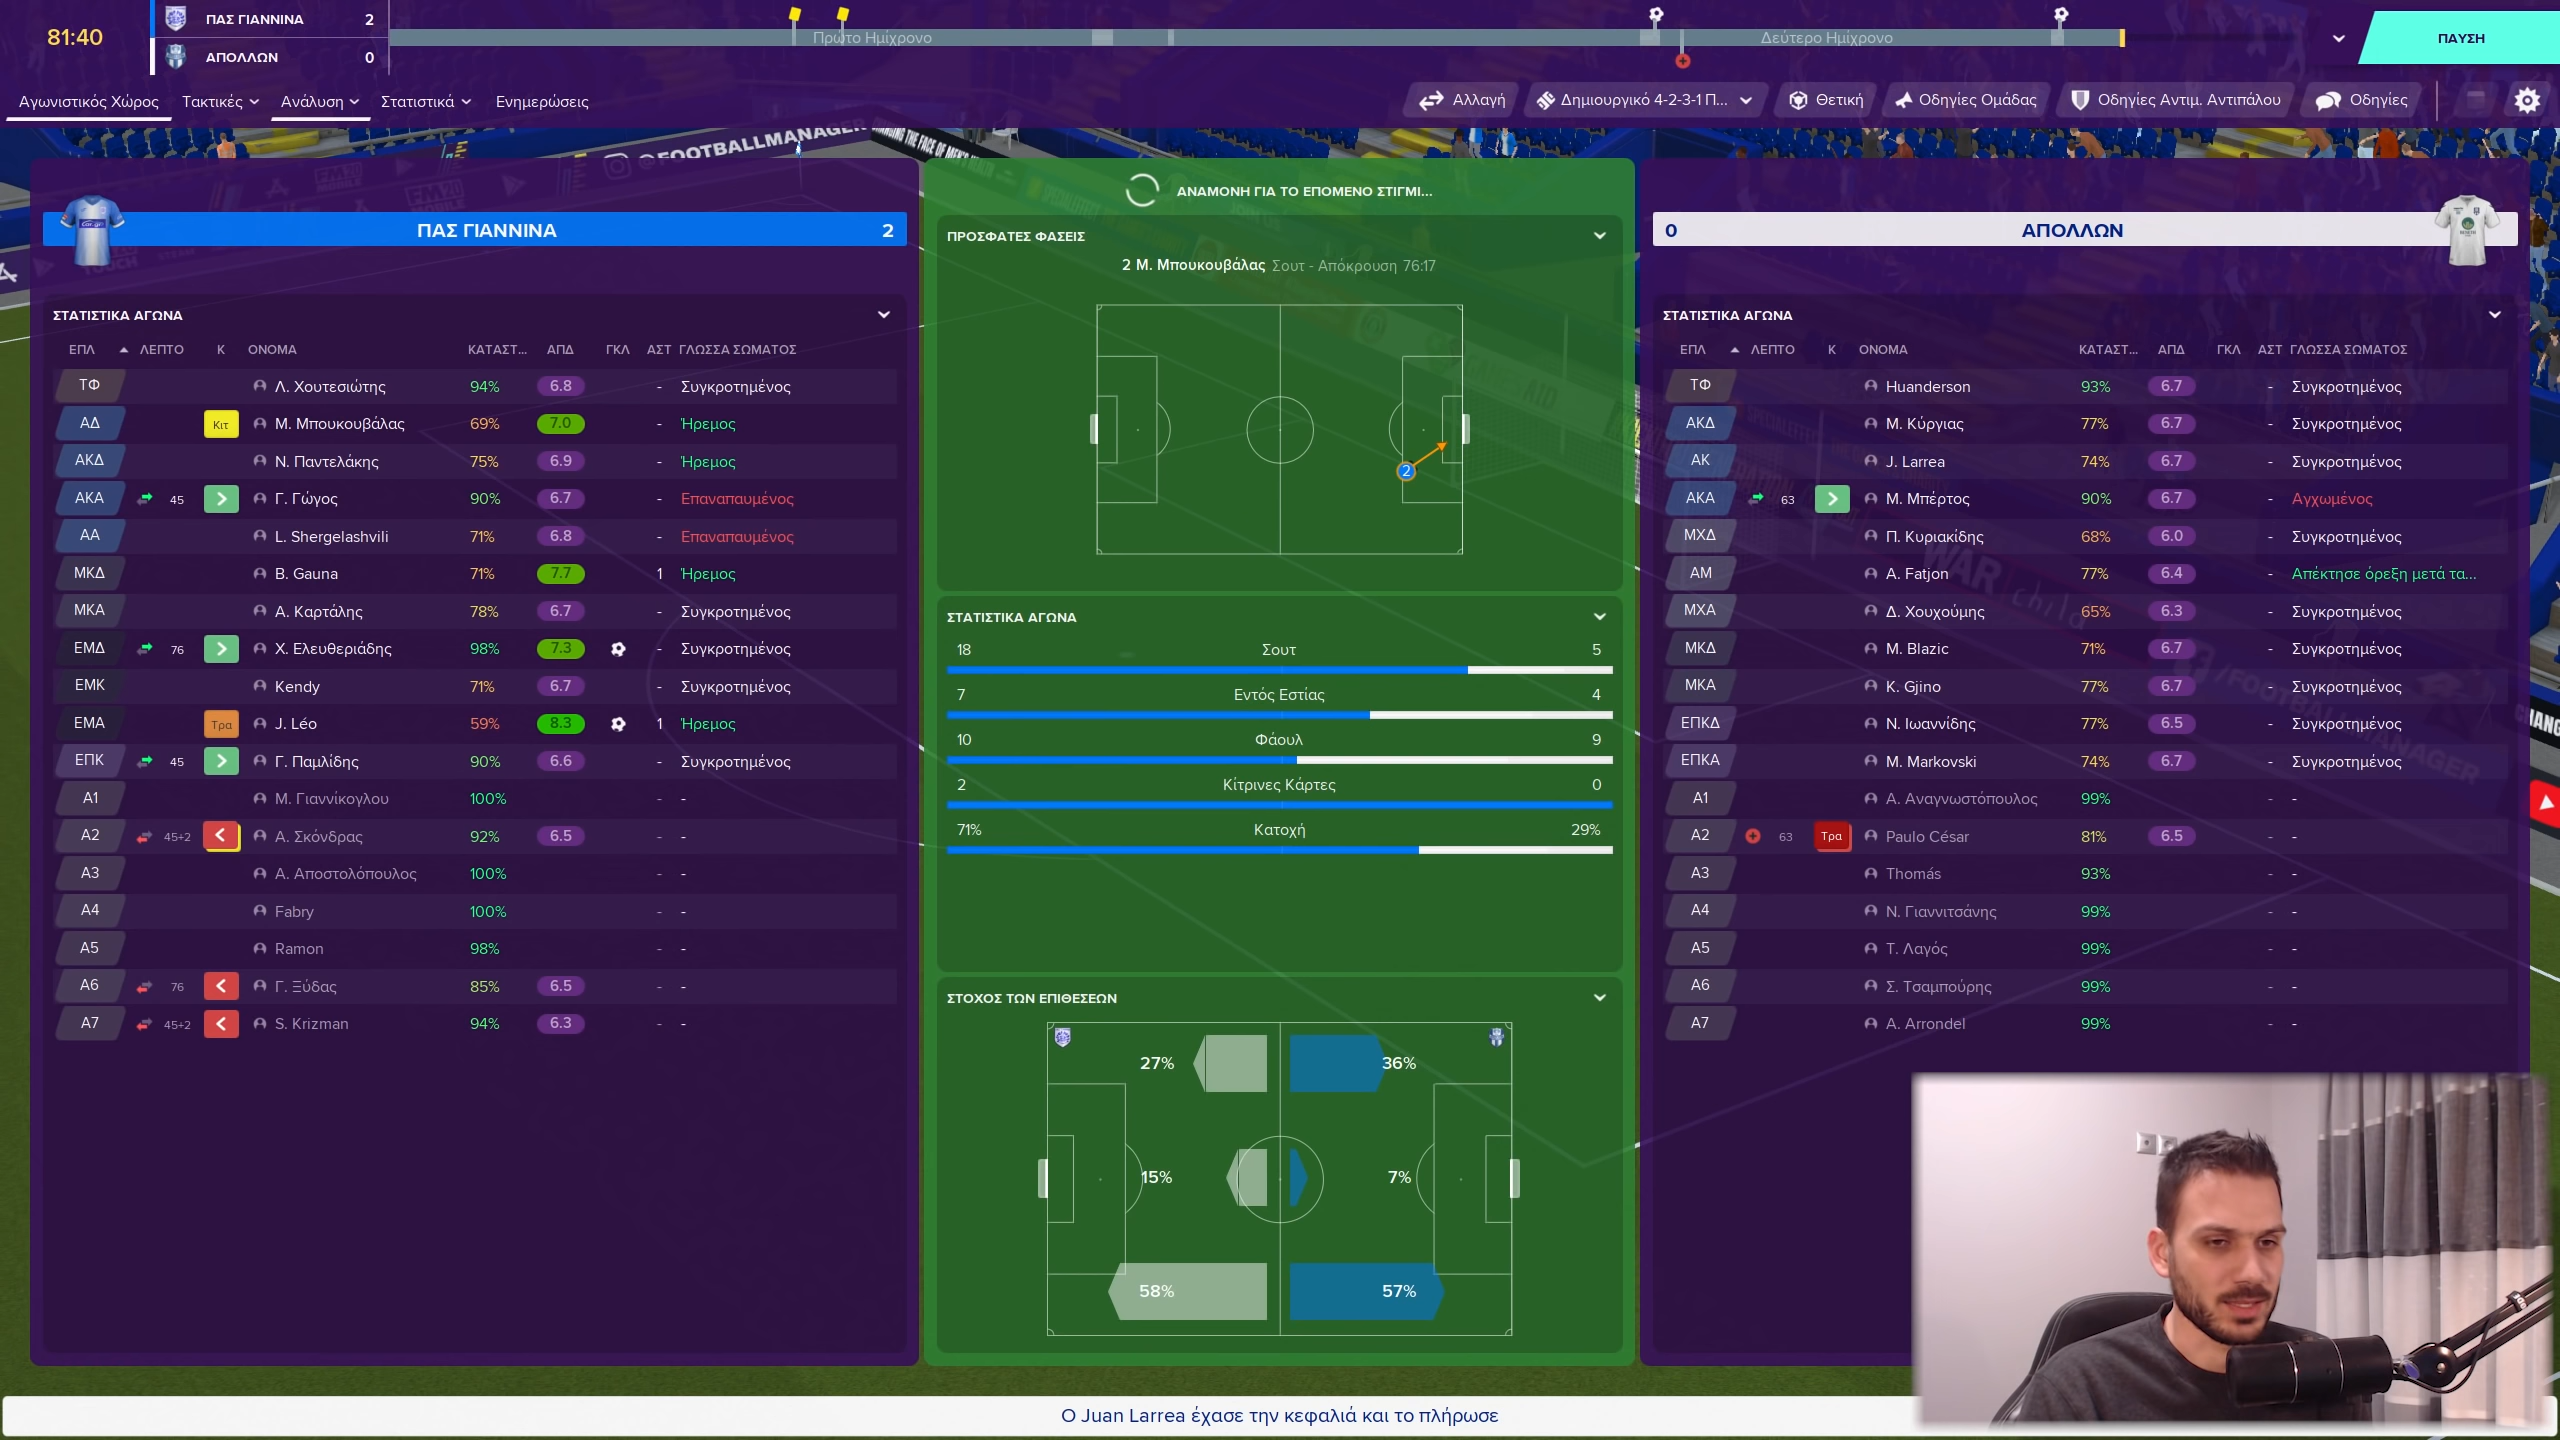 81:40
ΠΑΣ ΓΙΑΝΝΙΝΑ 2
ΑΠΟΛΛΩΝ 0
Πρώτο Ημίχρονο
Δεύτερο Ημίχρονο
ΠΑΥΣΗ
Αγωνιστικός Χώρος Τακτικές Ανάλυση Στατιστικά Ενημερώσεις
Αλλαγή Δημιουργικό 4-2-3-1 Π... Θετική Οδηγίες Ομάδας Οδηγίες Αντιμ. Αντιπάλου Οδηγίες
@FOOTBALLMANAGER
ΠΑΣ ΓΙΑΝΝΙΝΑ 2
ΣΤΑΤΙΣΤΙΚΑ ΑΓΩΝΑ
ΕΠΛ ΛΕΠΤΟ Κ ΟΝΟΜΑ ΚΑΤΑΣΤ... ΑΠΔ ΓΚΛ ΑΣΤ ΓΛΩΣΣΑ ΣΩΜΑΤΟΣ
ΤΦ Λ. Χουτεσιώτης 94% 6.8 - Συγκροτημένος
ΑΔ Κιτ Μ. Μπουκουβάλας 69% 7.0 - Ήρεμος
ΑΚΔ Ν. Παντελάκης 75% 6.9 - Ήρεμος
ΑΚΑ 45 Γ. Γώγος 90% 6.7 - Επαναπαυμένος
ΑΑ L. Shergelashvili 71% 6.8 - Επαναπαυμένος
ΜΚΔ B. Gauna 71% 7.7 1 Ήρεμος
ΜΚΑ Α. Καρτάλης 78% 6.7 - Συγκροτημένος
ΕΜΔ 76 Χ. Ελευθεριάδης 98% 7.3 - Συγκροτημένος
ΕΜΚ Kendy 71% 6.7 - Συγκροτημένος
ΕΜΑ Τρα J. Léo 59% 8.3 1 Ήρεμος
ΕΠΚ 45 Γ. Παμλίδης 90% 6.6 - Συγκροτημένος
Α1 Μ. Γιαννίκογλου 100% - -
Α2 45+2 Α. Σκόνδρας 92% 6.5 - -
Α3 Α. Αποστολόπουλος 100% - -
Α4 Fabry 100% - -
Α5 Ramon 98% - -
Α6 76 Γ. Ξύδας 85% 6.5 - -
Α7 45+2 S. Krizman 94% 6.3 - -
ΑΝΑΜΟΝΗ ΓΙΑ ΤΟ ΕΠΟΜΕΝΟ ΣΤΙΓΜΙ...
ΠΡΟΣΦΑΤΕΣ ΦΑΣΕΙΣ
2 Μ. Μπουκουβάλας Σουτ - Απόκρουση 76:17
2
ΣΤΑΤΙΣΤΙΚΑ ΑΓΩΝΑ
18 Σουτ 5
7 Εντός Εστίας 4
10 Φάουλ 9
2 Κίτρινες Κάρτες 0
71% Κατοχή 29%
ΣΤΟΧΟΣ ΤΩΝ ΕΠΙΘΕΣΕΩΝ
27% 36%
15% 7%
58% 57%
0 ΑΠΟΛΛΩΝ
ΣΤΑΤΙΣΤΙΚΑ ΑΓΩΝΑ
ΕΠΛ ΛΕΠΤΟ Κ ΟΝΟΜΑ ΚΑΤΑΣΤ... ΑΠΔ ΓΚΛ ΑΣΤ ΓΛΩΣΣΑ ΣΩΜΑΤΟΣ
ΤΦ Huanderson 93% 6.7 - Συγκροτημένος
ΑΚΔ Μ. Κύργιας 77% 6.7 - Συγκροτημένος
ΑΚ J. Larrea 74% 6.7 - Συγκροτημένος
ΑΚΑ 63 Μ. Μπέρτος 90% 6.7 - Αγχωμένος
ΜΧΔ Π. Κυριακίδης 68% 6.0 - Συγκροτημένος
ΑΜ A. Fatjon 77% 6.4 - Απέκτησε όρεξη μετά τα...
ΜΧΑ Δ. Χουχούμης 65% 6.3 - Συγκροτημένος
ΜΚΔ M. Blazic 71% 6.7 - Συγκροτημένος
ΜΚΑ K. Gjino 77% 6.7 - Συγκροτημένος
ΕΠΚΔ Ν. Ιωαννίδης 77% 6.5 - Συγκροτημένος
ΕΠΚΑ M. Markovski 74% 6.7 - Συγκροτημένος
Α1 Α. Αναγνωστόπουλος 99% - -
Α2 63 Τρα Paulo César 81% 6.5 - -
Α3 Thomás 93% - -
Α4 Ν. Γιαννιτσάνης 99% - -
Α5 Τ. Λαγός 99% - -
Α6 Σ. Τσαμπούρης 99% - -
Α7 A. Arrondel 99% - -
Ο Juan Larrea έχασε την κεφαλιά και το πλήρωσε